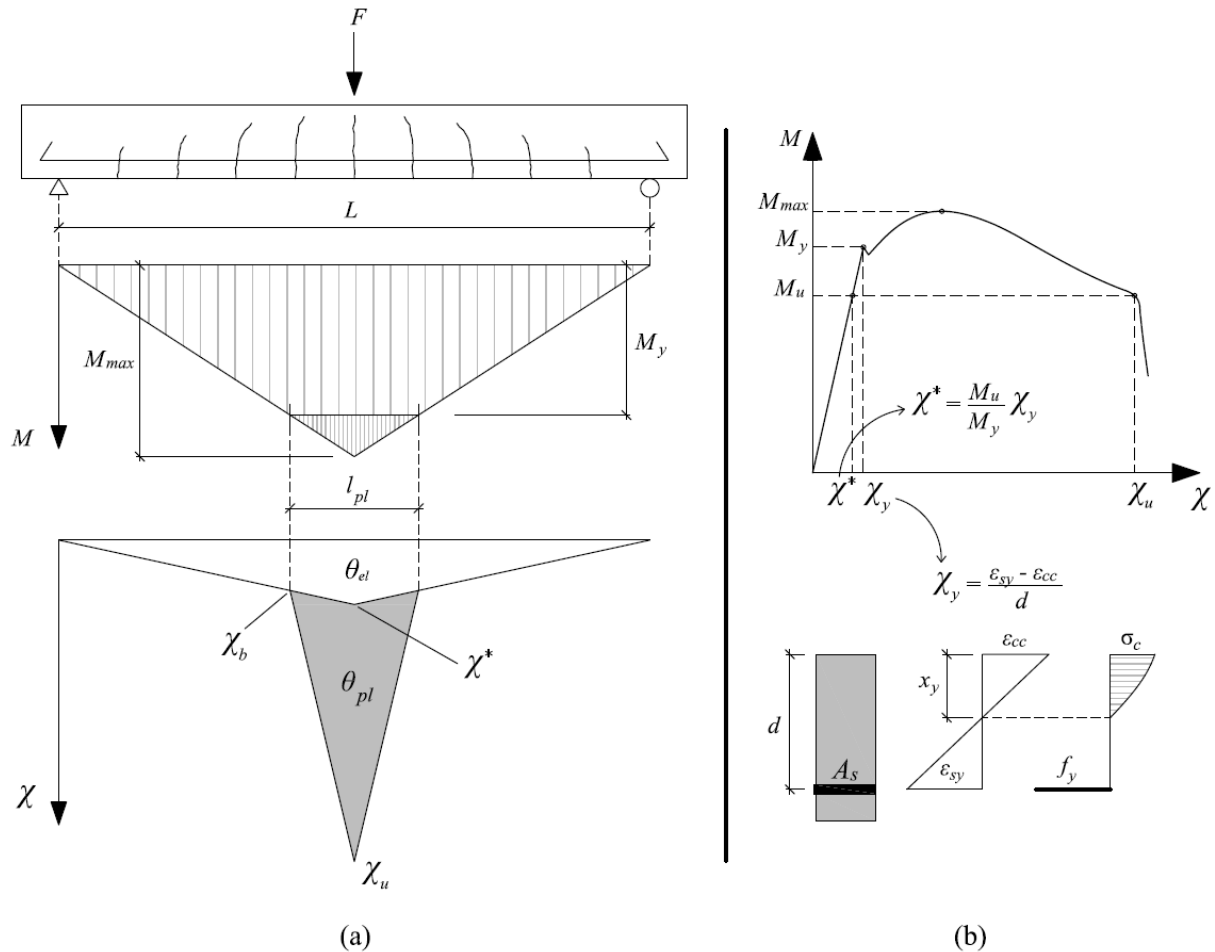 F
L
M_max
M_y
M
l_pl
θ_el
χ_b
χ*
θ_pl
χ
χ_u
(a)
M
M_max
M_y
M_u
χ* = M_u / M_y χ_y
χ* χ_y χ_u χ
χ_y = ε_sy - ε_cc / d
ε_cc σ_c
x_y
d
A_s ε_sy f_y
(b)